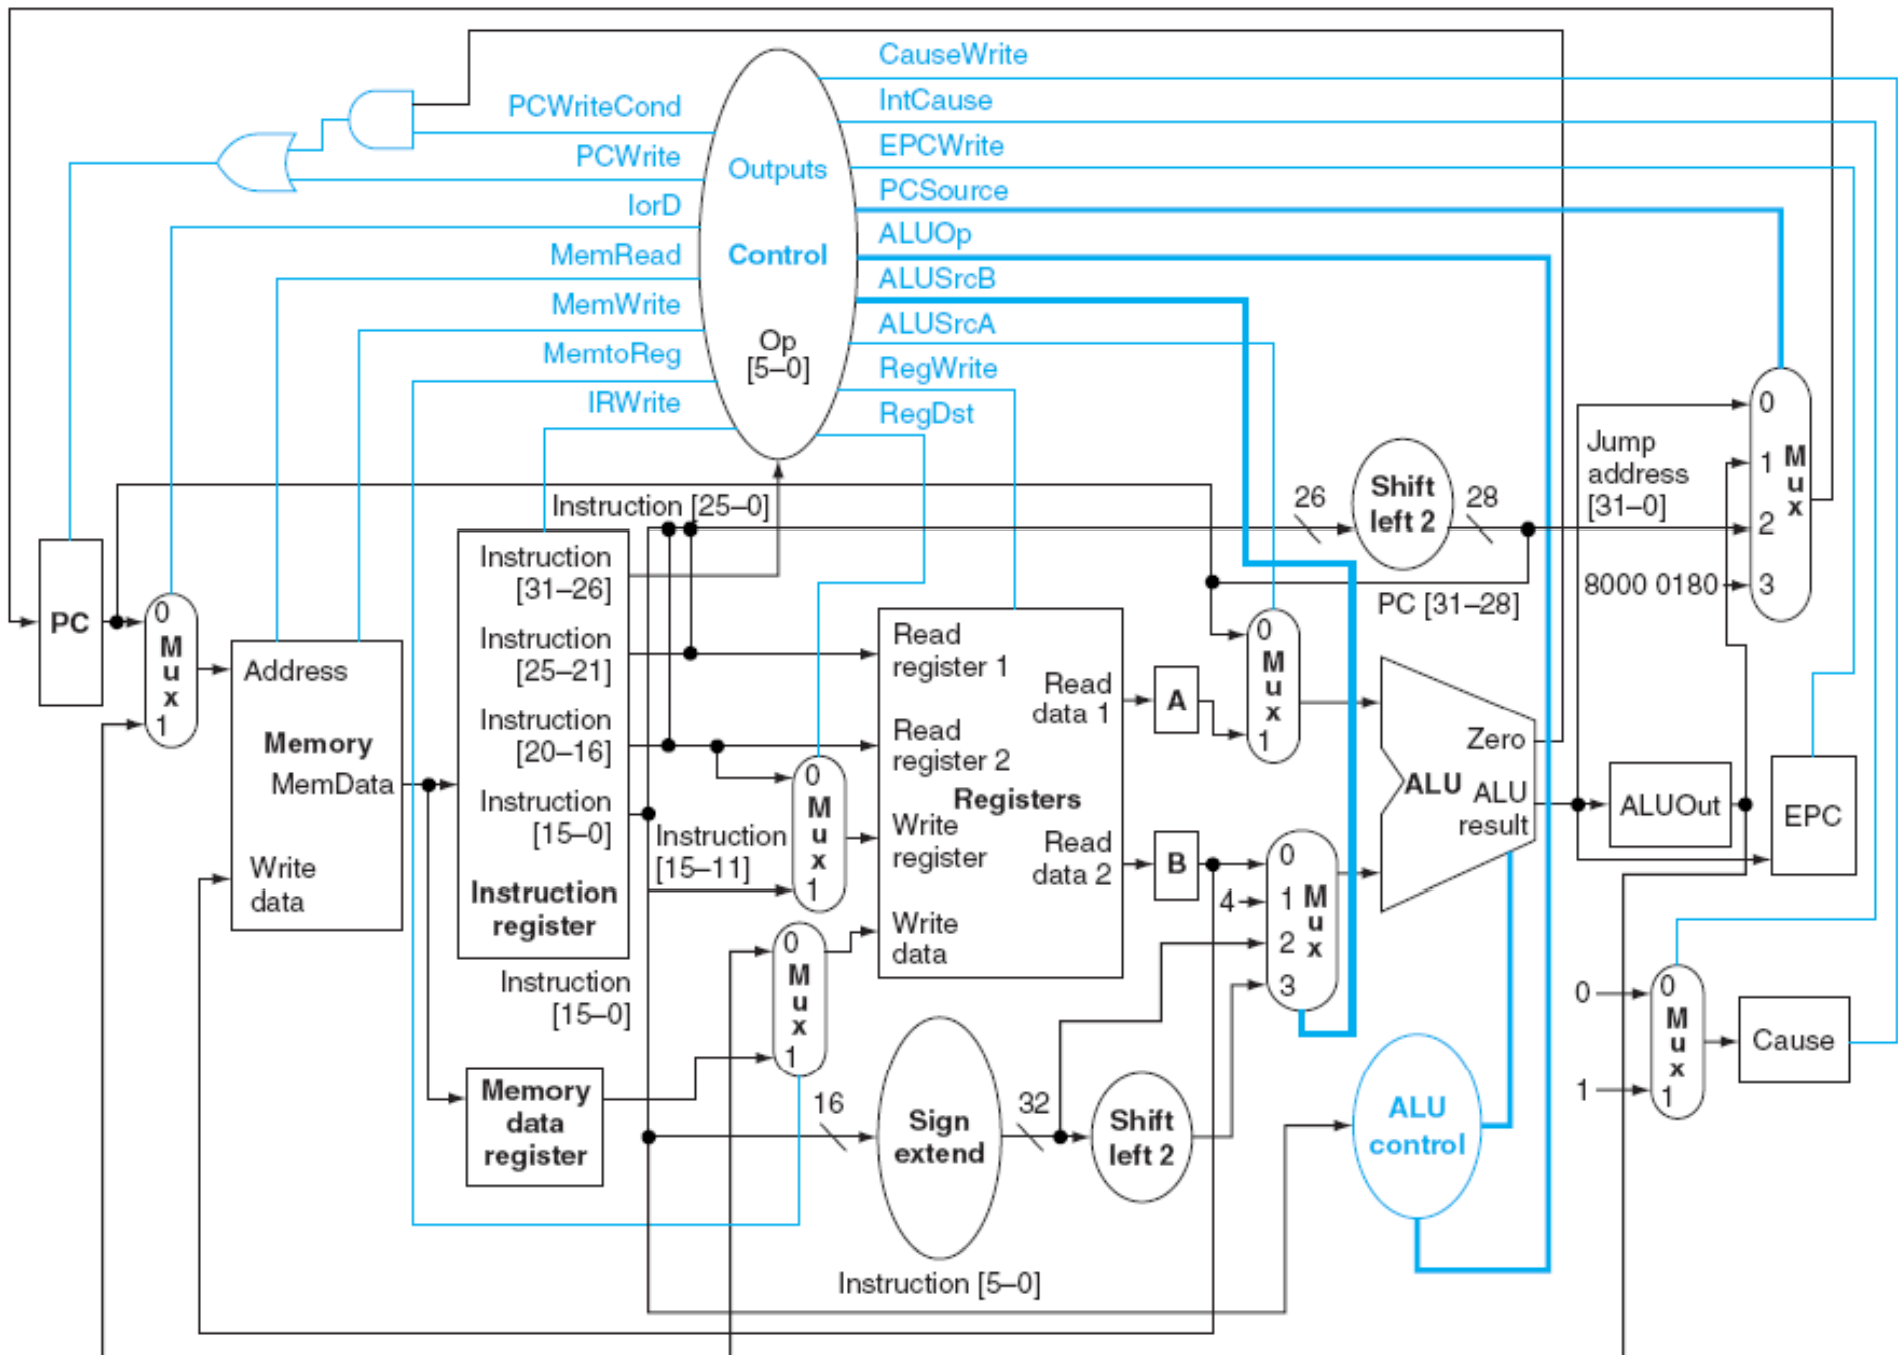 CauseWrite
IntCause
EPCWrite
PCSource
ALUOp
ALUSrcB
ALUSrcA
RegWrite
RegDst
PCWriteCond
PCWrite
IorD
MemRead
MemWrite
MemtoReg
IRWrite
Outputs
Control
Op
[5–0]
Instruction [25–0]
26
Shift
left 2
28
Jump
address
[31–0]
0
1
2
3
M
u
x
8000 0180
PC [31–28]
PC
0
M
u
x
1
Address
Memory
MemData
Write
data
Instruction
[31–26]
Instruction
[25–21]
Instruction
[20–16]
Instruction
[15–0]
Instruction
register
Instruction
[15–0]
Instruction
[15–11]
0
M
u
x
1
0
M
u
x
1
Memory
data
register
Read
register 1
Read
register 2
Registers
Write
register
Write
data
Read
data 1
Read
data 2
A
B
0
M
u
x
1
4
0
1
2
3
M
u
x
Zero
ALU
ALU
result
ALUOut
EPC
0
1
0
M
u
x
1
Cause
16
Sign
extend
32
Shift
left 2
ALU
control
Instruction [5–0]